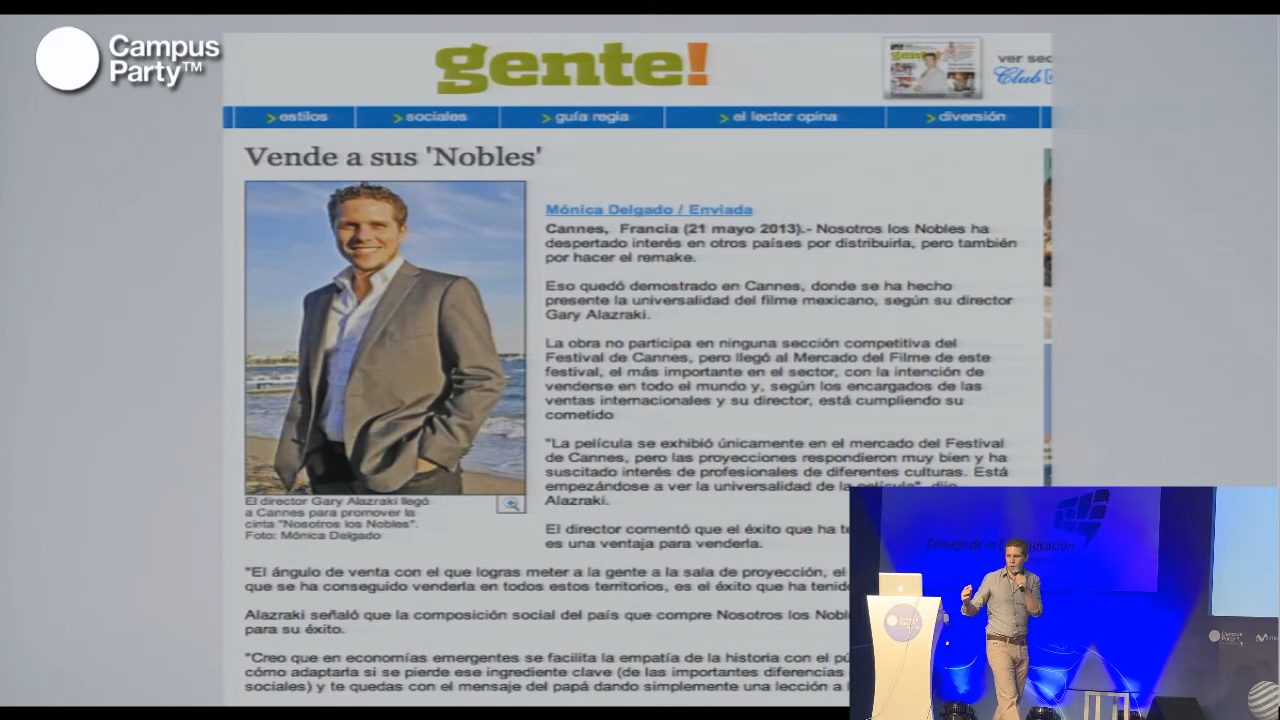 Campus
Party™
gente!
ver sec
Club
> estilos
> sociales
> guía regia
> el lector opina
> diversión
Vende a sus 'Nobles'
Mónica Delgado / Enviada
Cannes, Francia (21 mayo 2013).- Nosotros los Nobles ha
despertado interés en otros países por distribuirla, pero también
por hacer el remake.
Eso quedó demostrado en Cannes, donde se ha hecho
presente la universalidad del filme mexicano, según su director
Gary Alazraki.
La obra no participa en ninguna sección competitiva del
Festival de Cannes, pero llegó al Mercado del Filme de este
festival, el más importante en el sector, con la intención de
venderse en todo el mundo y, según los encargados de las
ventas internacionales y su director, está cumpliendo su
cometido
"La película se exhibió únicamente en el mercado del Festival
de Cannes, pero las proyecciones respondieron muy bien y ha
suscitado interés de profesionales de diferentes culturas. Está
empezándose a ver la universalidad de la película", dijo
Alazraki.
El director Gary Alazraki llegó
a Cannes para promover la
cinta "Nosotros los Nobles".
Foto: Mónica Delgado
El director comentó que el éxito que ha te
es una ventaja para venderla.
"El ángulo de venta con el que logras meter a la gente a la sala de proyección, el
que se ha conseguido venderla en todos estos territorios, es el éxito que ha tenid
Alazraki señaló que la composición social del país que compre Nosotros los Nobl
para su éxito.
"Creo que en economías emergentes se facilita la empatía de la historia con el pú
cómo adaptarla si se pierde ese ingrediente clave (de las importantes diferencias
sociales) y te quedas con el mensaje del papá dando simplemente una lección a l
Consejo de la
Campus
Party